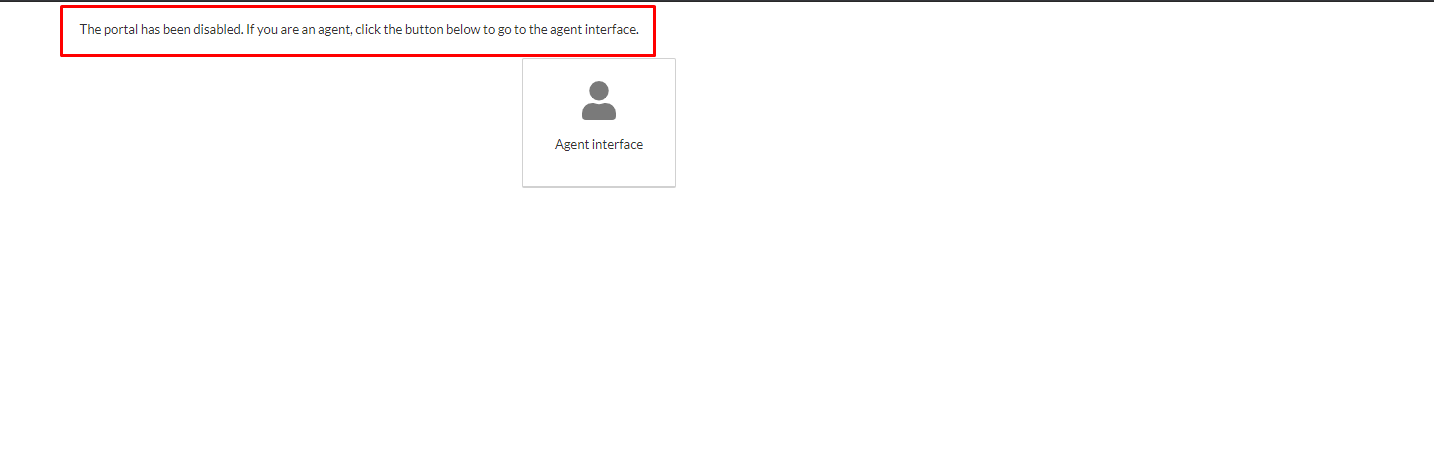 The portal has been disabled. If you are an agent, click the button below to go to the agent interface.
Agent interface